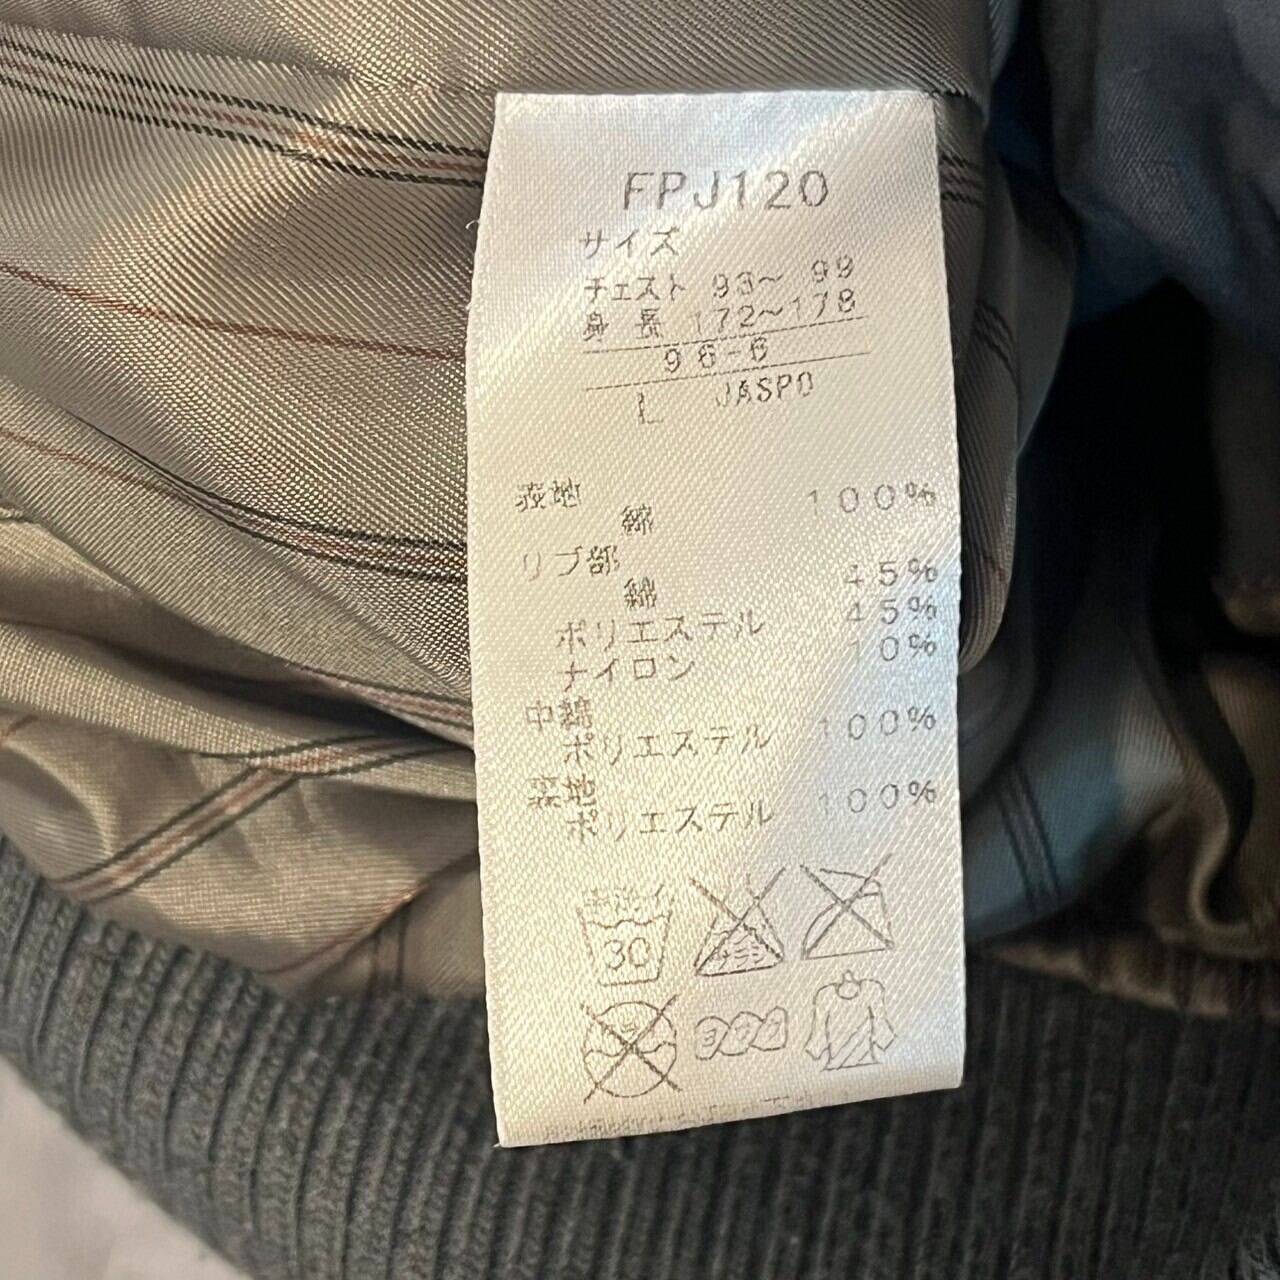 FPJ120
サイズ
チェスト 93～ 99
身 長 172～178
96-6
L JASPO
表地
綿 100%
リブ部
綿 45%
ポリエステル 45%
ナイロン 10%
中綿
ポリエステル 100%
裏地
ポリエステル 100%
30